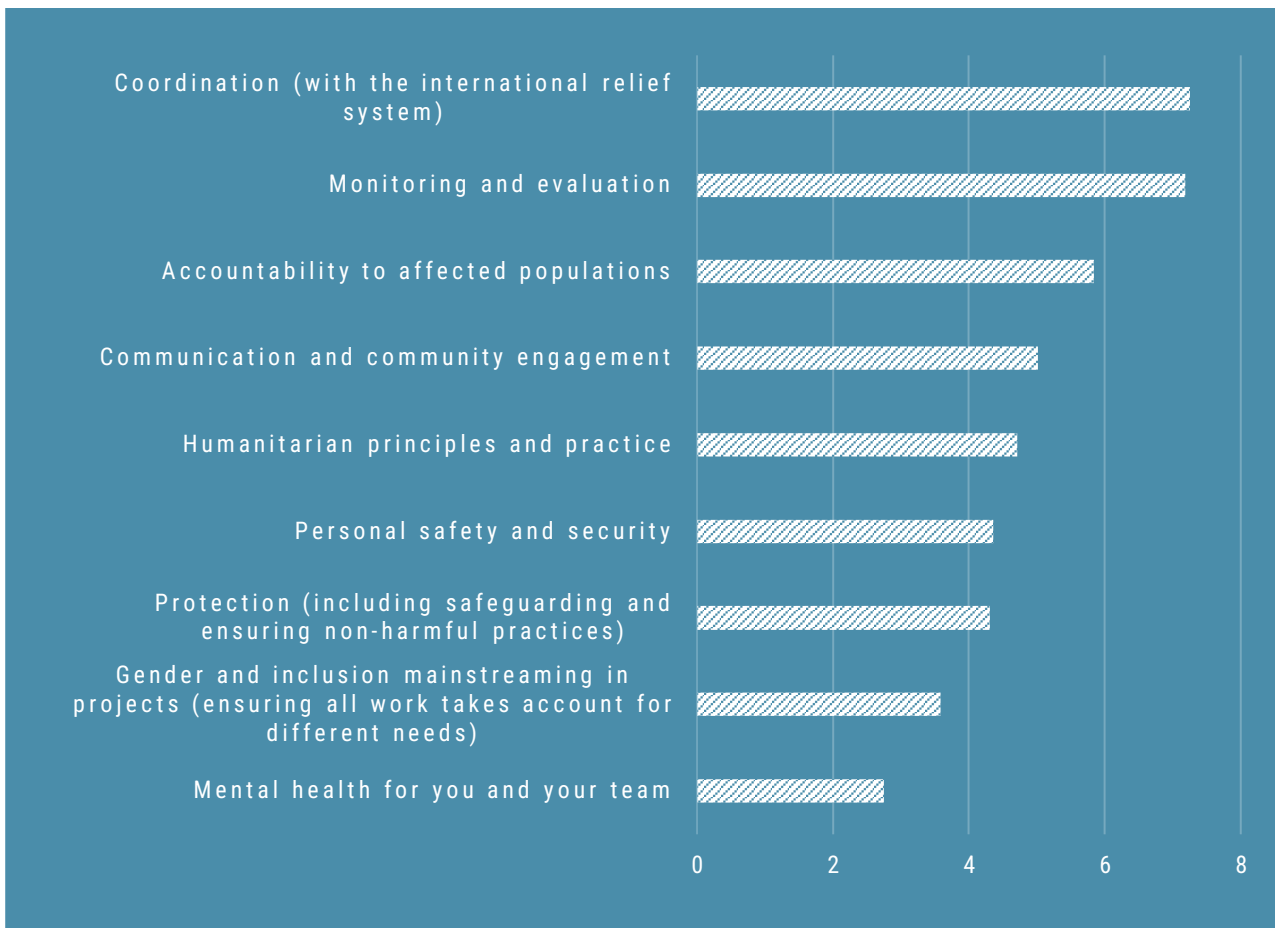 Coordination (with the international relief
system)
Monitoring and evaluation
Accountability to affected populations
Communication and community engagement
Humanitarian principles and practice
Personal safety and security
Protection (including safeguarding and
ensuring non-harmful practices)
Gender and inclusion mainstreaming in
projects (ensuring all work takes account for
different needs)
Mental health for you and your team
0 2 4 6 8